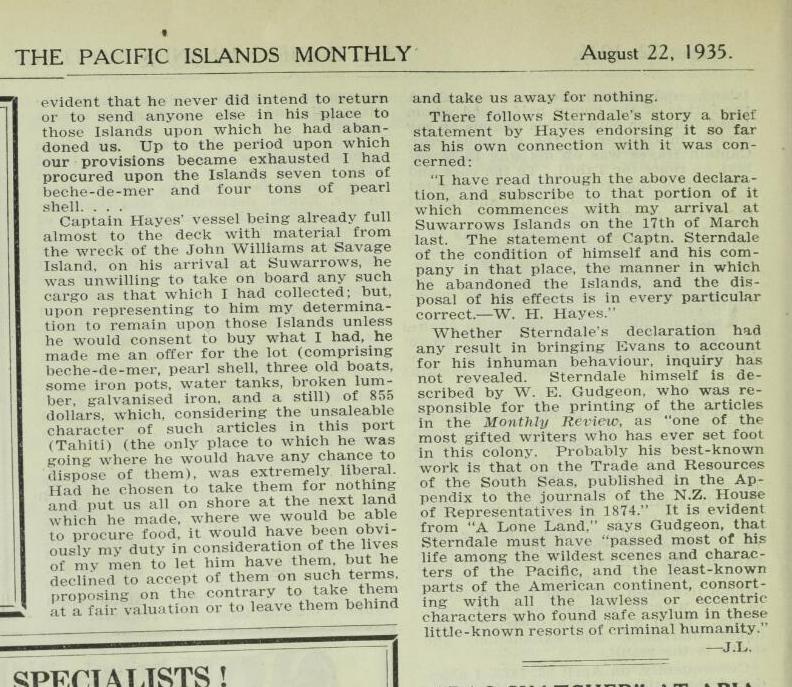 THE PACIFIC ISLANDS MONTHLY
August 22, 1935.
evident that he never did intend to return
or to send anyone else in his place to
those Islands upon which he had aban-
doned us. Up to the period upon which
our provisions became exhausted I had
procured upon the Islands seven tons of
beche-de-mer and four tons of pearl
shell. . . .
Captain Hayes' vessel being already full
almost to the deck with material from
the wreck of the John Williams at Savage
Island, on his arrival at Suwarrows, he
was unwilling to take on board any such
cargo as that which I had collected; but,
upon representing to him my determina-
tion to remain upon those Islands unless
he would consent to buy what I had, he
made me an offer for the lot (comprising
beche-de-mer, pearl shell, three old boats,
some iron pots, water tanks, broken lum-
ber, galvanised iron, and a still) of 855
dollars, which, considering the unsaleable
character of such articles in this port
(Tahiti) (the only place to which he was
going where he would have any chance to
dispose of them), was extremely liberal.
Had he chosen to take them for nothing
and put us all on shore at the next land
which he made, where we would be able
to procure food, it would have been obvi-
ously my duty in consideration of the lives
of my men to let him have them, but he
declined to accept of them on such terms,
proposing on the contrary to take them
at a fair valuation or to leave them behind
SPECIALISTS !
and take us away for nothing.
There follows Sterndale's story a brief
statement by Hayes endorsing it so far
as his own connection with it was con-
cerned:
"I have read through the above declara-
tion, and subscribe to that portion of it
which commences with my arrival at
Suwarrows Islands on the 17th of March
last. The statement of Captn. Sterndale
of the condition of himself and his com-
pany in that place, the manner in which
he abandoned the Islands, and the dis-
posal of his effects is in every particular
correct.—W. H. Hayes."
Whether Sterndale's declaration had
any result in bringing Evans to account
for his inhuman behaviour, inquiry has
not revealed. Sterndale himself is de-
scribed by W. E. Gudgeon, who was re-
sponsible for the printing of the articles
in the Monthly Review, as "one of the
most gifted writers who has ever set foot
in this colony. Probably his best-known
work is that on the Trade and Resources
of the South Seas, published in the Ap-
pendix to the journals of the N.Z. House
of Representatives in 1874." It is evident
from "A Lone Land," says Gudgeon, that
Sterndale must have "passed most of his
life among the wildest scenes and charac-
ters of the Pacific, and the least-known
parts of the American continent, consort-
ing with all the lawless or eccentric
characters who found safe asylum in these
little-known resorts of criminal humanity."
—J.L.
AT APIA